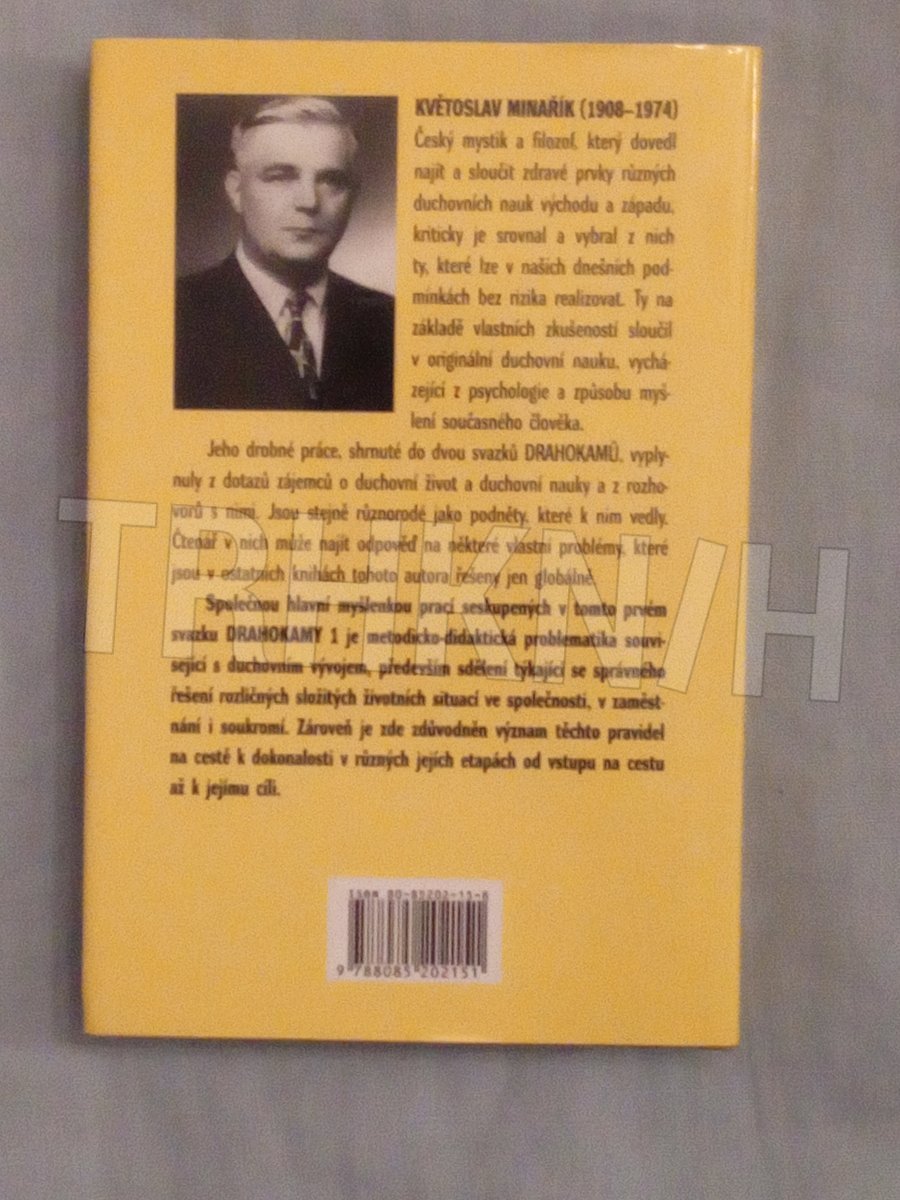 KVĚTOSLAV MINAŘÍK (1908–1974)
Český mystik a filozof, který dovedl
najít a sloučit zdravé prvky různých
duchovních nauk východu a západu,
kriticky je srovnal a vybral z nich
ty, které lze v našich dnešních pod-
mínkách bez rizika realizovat. Ty na
základě vlastních zkušeností sloučil
v originální duchovní nauku, vychá-
zející z psychologie a způsobu myš-
lení současného člověka.
Jeho drobné práce, shrnuté do dvou svazků DRAHOKAMŮ, vyply-
nuly z dotazů zájemců o duchovní život a duchovní nauky a z rozho-
vorů s nimi. Jsou stejně různorodé jako podněty, které k nim vedly.
Čtenář v nich může najít odpověď na některé vlastní problémy, které
jsou v ostatních knihách tohoto autora řešeny jen globálně.
Společnou hlavní myšlenkou prací seskupených v tomto prvém
svazku DRAHOKAMY 1 je metodicko-didaktická problematika souvi-
sející s duchovním vývojem, především sdělení týkající se správného
řešení rozličných složitých životních situací ve společnosti, v zaměst-
nání i soukromí. Zároveň je zde zdůvodněn význam těchto pravidel
na cestě k dokonalosti v různých jejích etapách od vstupu na cestu
až k jejímu cíli.
ISBN 80-85202-15-8
9 788085 202151